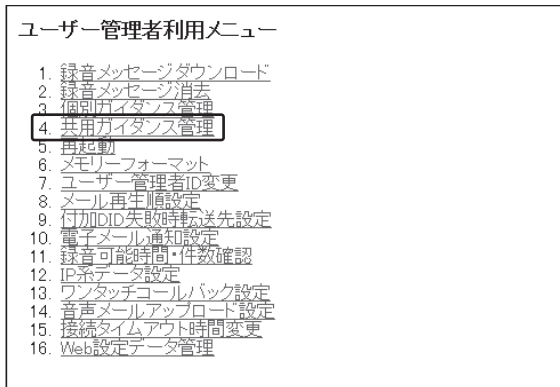 ユーザー管理者利用メニュー
1. 録音メッセージダウンロード
2. 録音メッセージ消去
3. 個別ガイダンス管理
4. 共用ガイダンス管理
5. 再起動
6. メモリーフォーマット
7. ユーザー管理者ID変更
8. メール再生順設定
9. 付加DID失敗時転送先設定
10. 電子メール通知設定
11. 録音可能時間・件数確認
12. IP系データ設定
13. ワンタッチコールバック設定
14. 音声メールアップロード設定
15. 接続タイムアウト時間変更
16. Web設定データ管理